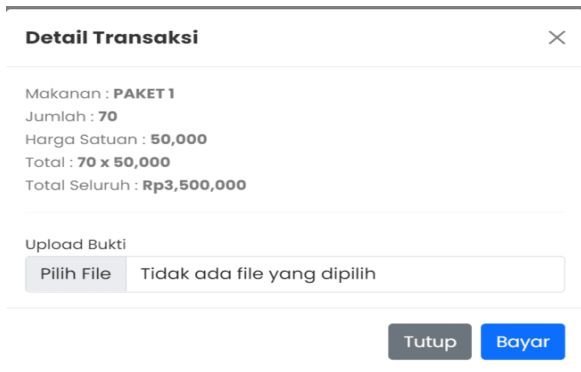 Detail Transaksi
Makanan : PAKET 1
Jumlah : 70
Harga Satuan : 50,000
Total : 70 x 50,000
Total Seluruh : Rp3,500,000
Upload Bukti
Pilih File Tidak ada file yang dipilih
Tutup Bayar